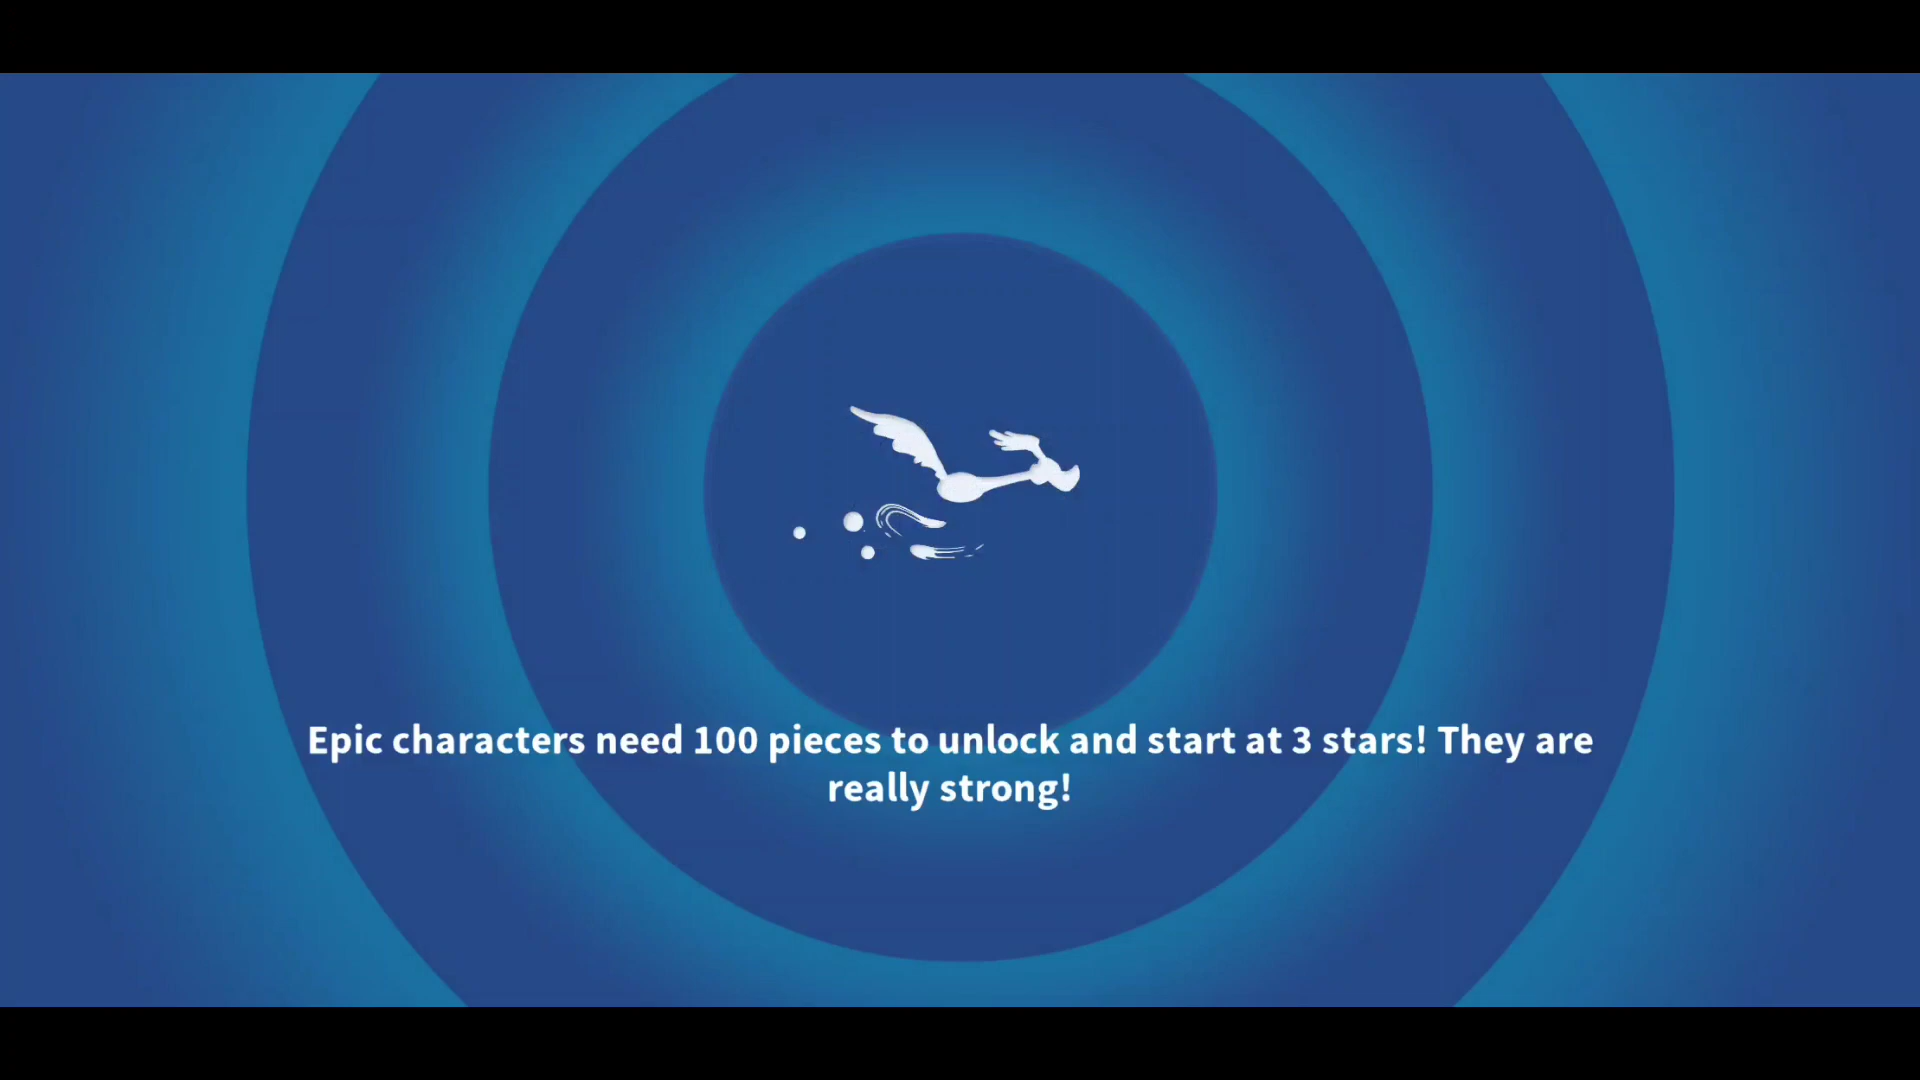 Epic characters need 100 pieces to unlock and start at 3 stars! They are
really strong!